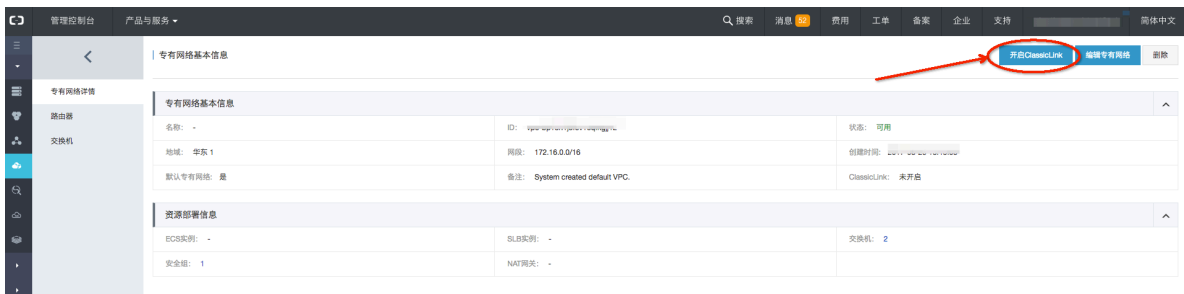 管理控制台 产品与服务 搜索 消息 52 费用 工单 备案 企业 支持 简体中文
专有网络基本信息 开启ClassicLink 编辑专有网络 删除
专有网络详情
路由器
交换机
专有网络基本信息
名称: - ID: 状态: 可用
地域: 华东 1 网段: 172.16.0.0/16 创建时间:
默认专有网络: 是 备注: System created default VPC. ClassicLink: 未开启
资源部署信息
ECS实例: - SLB实例: - 交换机: 2
安全组: 1 NAT网关: -